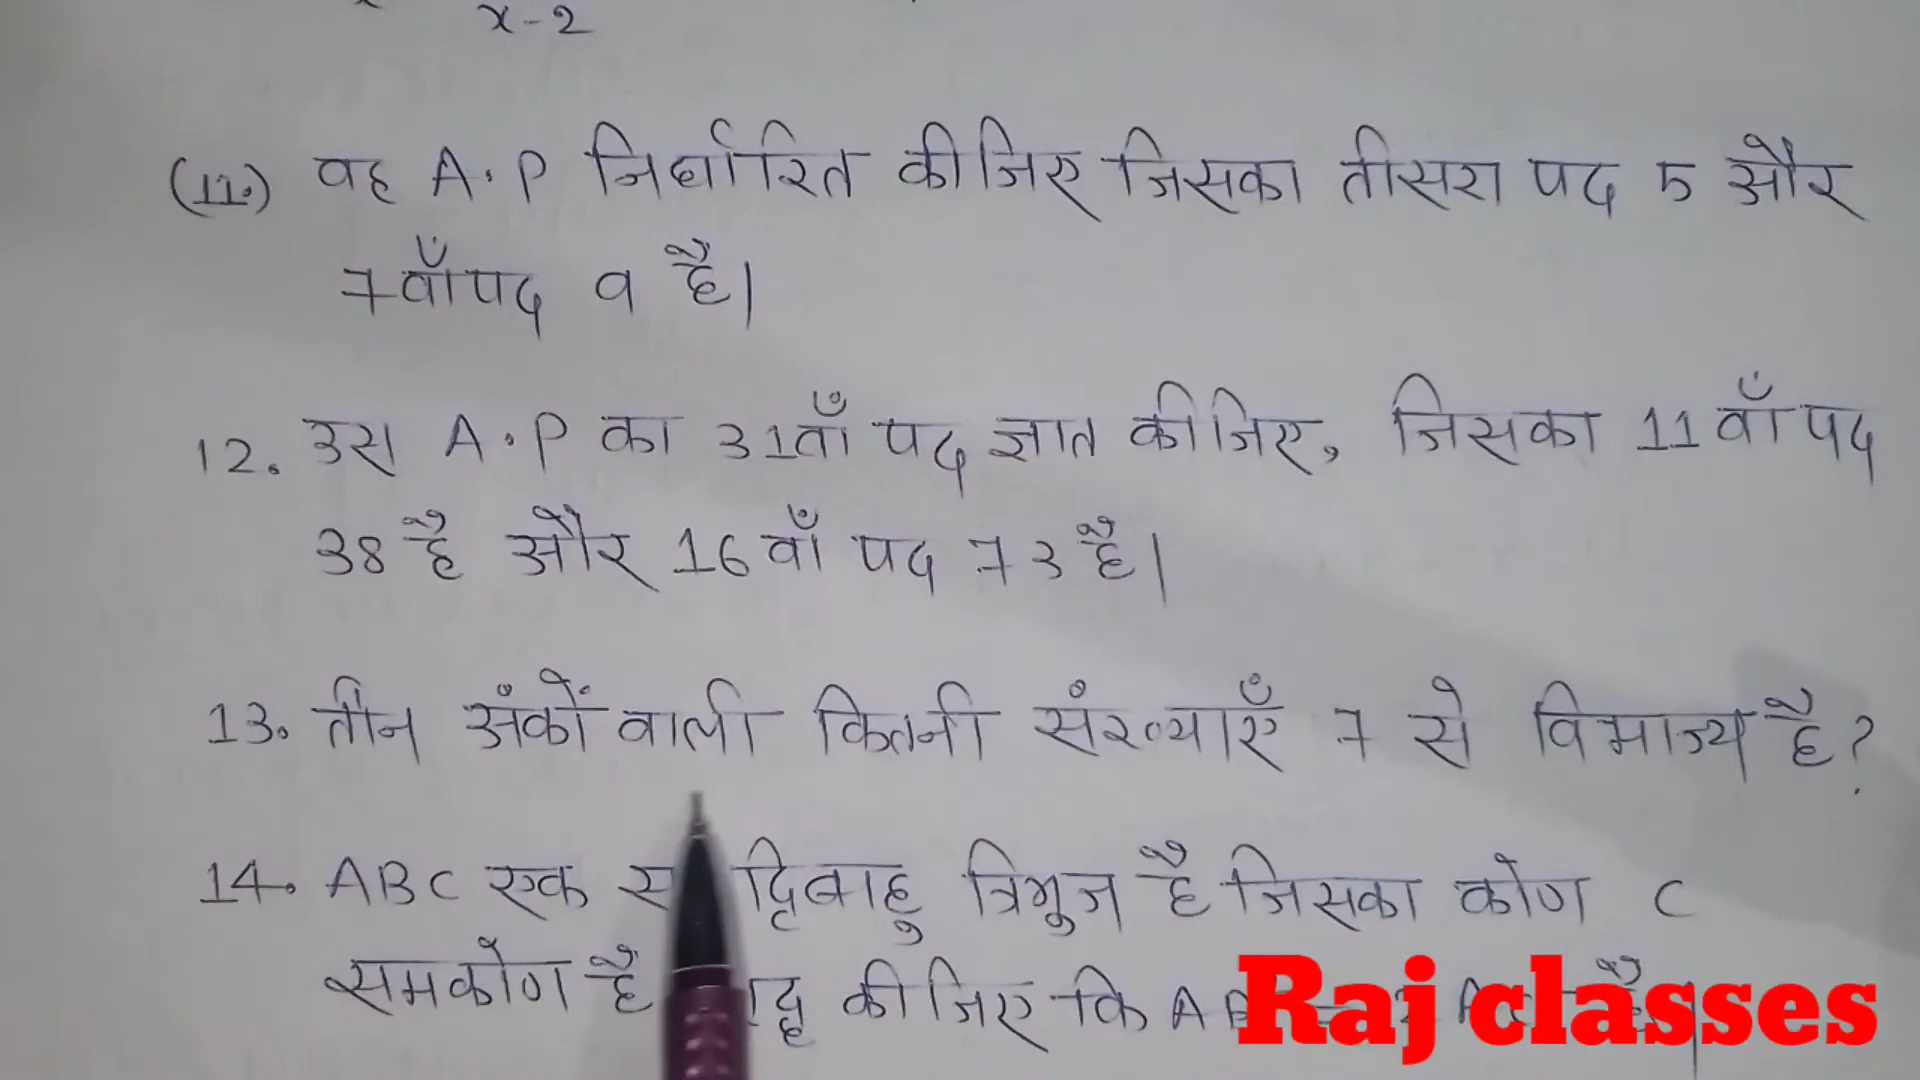 x-2
(11.) वह A.P निर्धारित कीजिए जिसका तीसरा पद 5 और
7वाँ पद 9 है।
12. उस A.P का 31वाँ पद ज्ञात कीजिए, जिसका 11वाँ पद
38 है और 16वाँ पद 73 है।
13. तीन अंकों वाली कितनी संख्याएँ 7 से विभाज्य है?
14. ABC एक द्विबाहु त्रिभुज है जिसका कोण C
समकोण है कीजिए कि
Raj classes